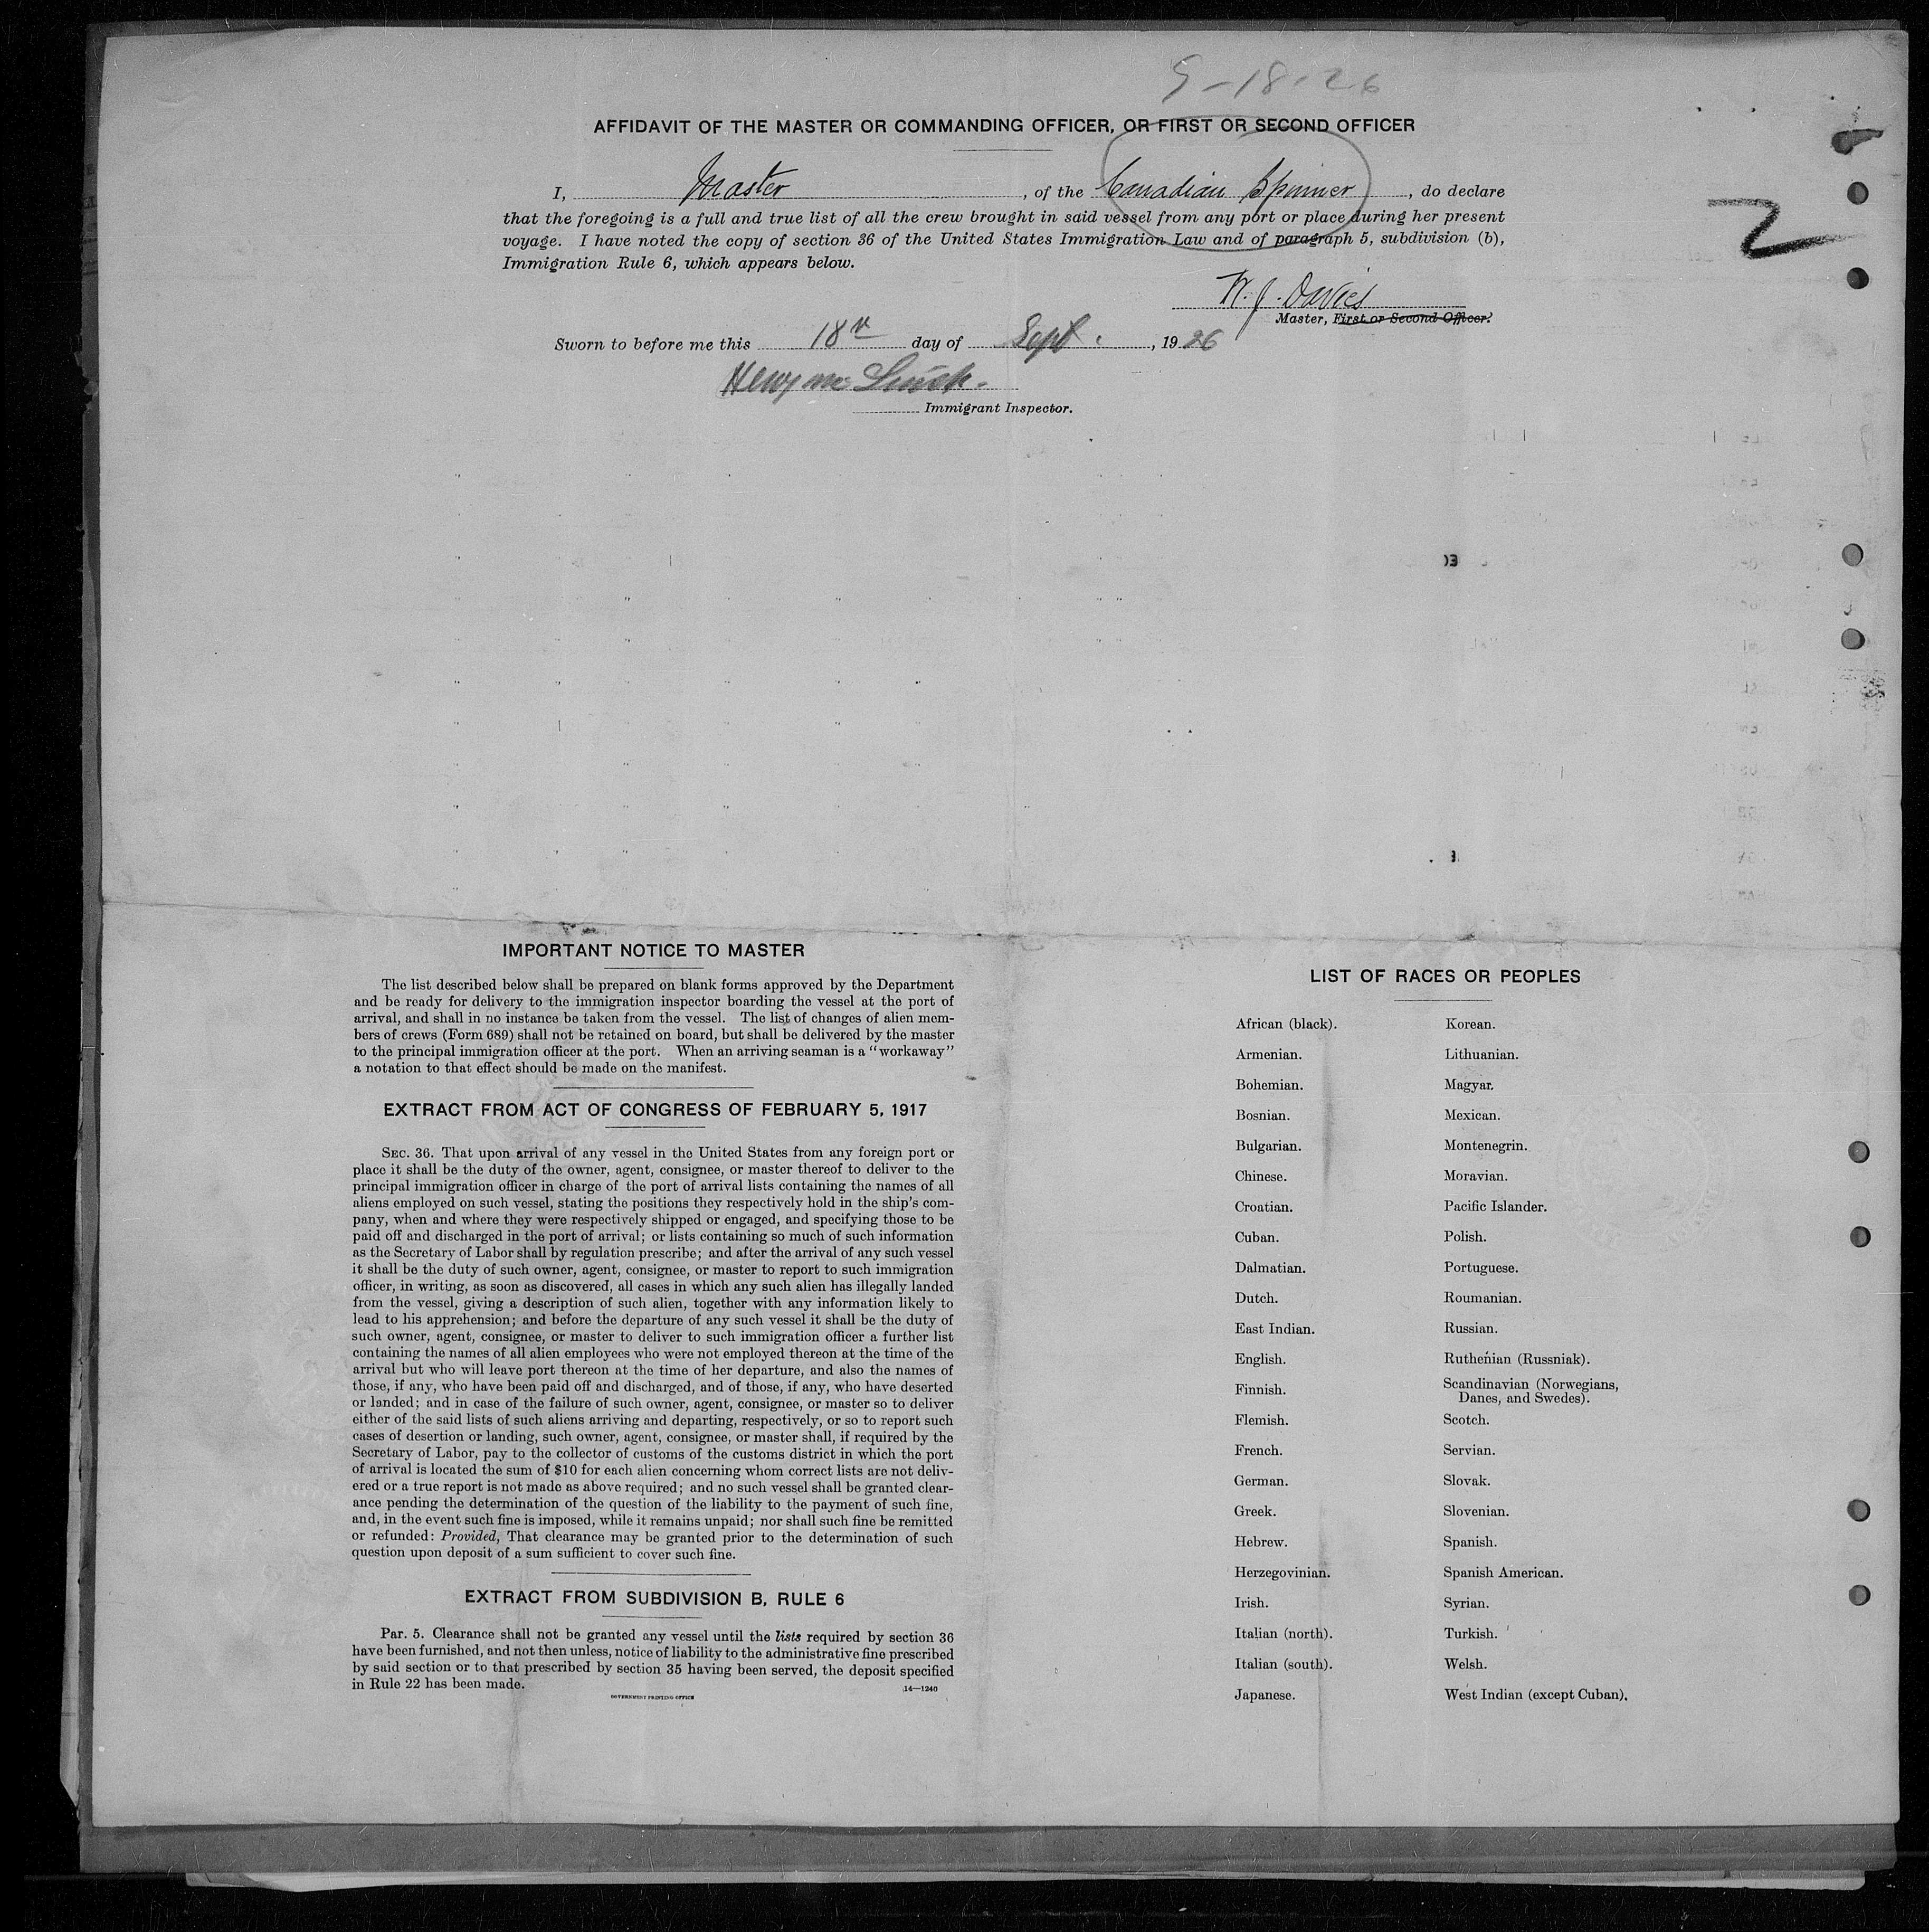 9-18-26
AFFIDAVIT OF THE MASTER OR COMMANDING OFFICER, OR FIRST OR SECOND OFFICER
I, Master, of the Canadian Spinner, do declare
that the foregoing is a full and true list of all the crew brought in said vessel from any port or place during her present
voyage. I have noted the copy of section 36 of the United States Immigration Law and of paragraph 5, subdivision (b),
Immigration Rule 6, which appears below.
2
W. J. Davies
Master, First or Second Officer.
Sworn to before me this 18th day of Sept., 1926
Immigrant Inspector.
IMPORTANT NOTICE TO MASTER
The list described below shall be prepared on blank forms approved by the Department
and be ready for delivery to the immigration inspector boarding the vessel at the port of
arrival, and shall in no instance be taken from the vessel. The list of changes of alien mem-
bers of crews (Form 689) shall not be retained on board, but shall be delivered by the master
to the principal immigration officer at the port. When an arriving seaman is a "workaway"
a notation to that effect should be made on the manifest.
EXTRACT FROM ACT OF CONGRESS OF FEBRUARY 5, 1917
SEC. 36. That upon arrival of any vessel in the United States from any foreign port or
place it shall be the duty of the owner, agent, consignee, or master thereof to deliver to the
principal immigration officer in charge of the port of arrival lists containing the names of all
aliens employed on such vessel, stating the positions they respectively hold in the ship's com-
pany, when and where they were respectively shipped or engaged, and specifying those to be
paid off and discharged in the port of arrival; or lists containing so much of such information
as the Secretary of Labor shall by regulation prescribe; and after the arrival of any such vessel
it shall be the duty of such owner, agent, consignee, or master to report to such immigration
officer, in writing, as soon as discovered, all cases in which any such alien has illegally landed
from the vessel, giving a description of such alien, together with any information likely to
lead to his apprehension; and before the departure of any such vessel it shall be the duty of
such owner, agent, consignee, or master to deliver to such immigration officer a further list
containing the names of all alien employees who were not employed thereon at the time of the
arrival but who will leave port thereon at the time of her departure, and also the names of
those, if any, who have been paid off and discharged, and of those, if any, who have deserted
or landed; and in case of the failure of such owner, agent, consignee, or master so to deliver
either of the said lists of such aliens arriving and departing, respectively, or so to report such
cases of desertion or landing, such owner, agent, consignee, or master shall, if required by the
Secretary of Labor, pay to the collector of customs of the customs district in which the port
of arrival is located the sum of $10 for each alien concerning whom correct lists are not deliv-
ered or a true report is not made as above required; and no such vessel shall be granted clear-
ance pending the determination of the question of the liability to the payment of such fine,
and, in the event such fine is imposed, while it remains unpaid; nor shall such fine be remitted
or refunded: Provided, That clearance may be granted prior to the determination of such
question upon deposit of a sum sufficient to cover such fine.
EXTRACT FROM SUBDIVISION B, RULE 6
Par. 5. Clearance shall not be granted any vessel until the lists required by section 36
have been furnished, and not then unless, notice of liability to the administrative fine prescribed
by said section or to that prescribed by section 35 having been served, the deposit specified
in Rule 22 has been made.
GOVERNMENT PRINTING OFFICE
14—1240
LIST OF RACES OR PEOPLES
African (black).
Armenian.
Bohemian.
Bosnian.
Bulgarian.
Chinese.
Croatian.
Cuban.
Dalmatian.
Dutch.
East Indian.
English.
Finnish.
Flemish.
French.
German.
Greek.
Hebrew.
Herzegovinian.
Irish.
Italian (north).
Italian (south).
Japanese.
Korean.
Lithuanian.
Magyar.
Mexican.
Montenegrin.
Moravian.
Pacific Islander.
Polish.
Portuguese.
Roumanian.
Russian.
Ruthenian (Russniak).
Scandinavian (Norwegians,
Danes, and Swedes).
Scotch.
Servian.
Slovak.
Slovenian.
Spanish.
Spanish American.
Syrian.
Turkish.
Welsh.
West Indian (except Cuban).